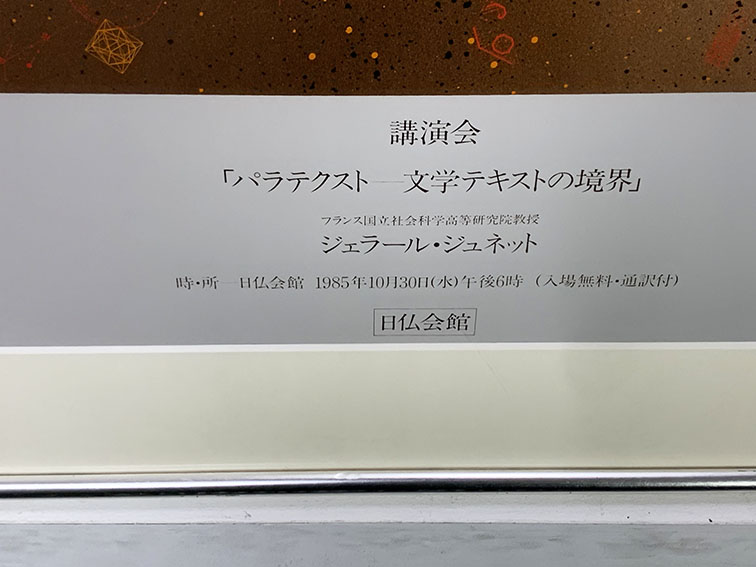 講演会
「パラテクスト──文学テキストの境界」
フランス国立社会科学高等研究院教授
ジェラール・ジュネット
時・所─日仏会館 1985年10月30日(水)午後6時 (入場無料・通訳付)
日仏会館